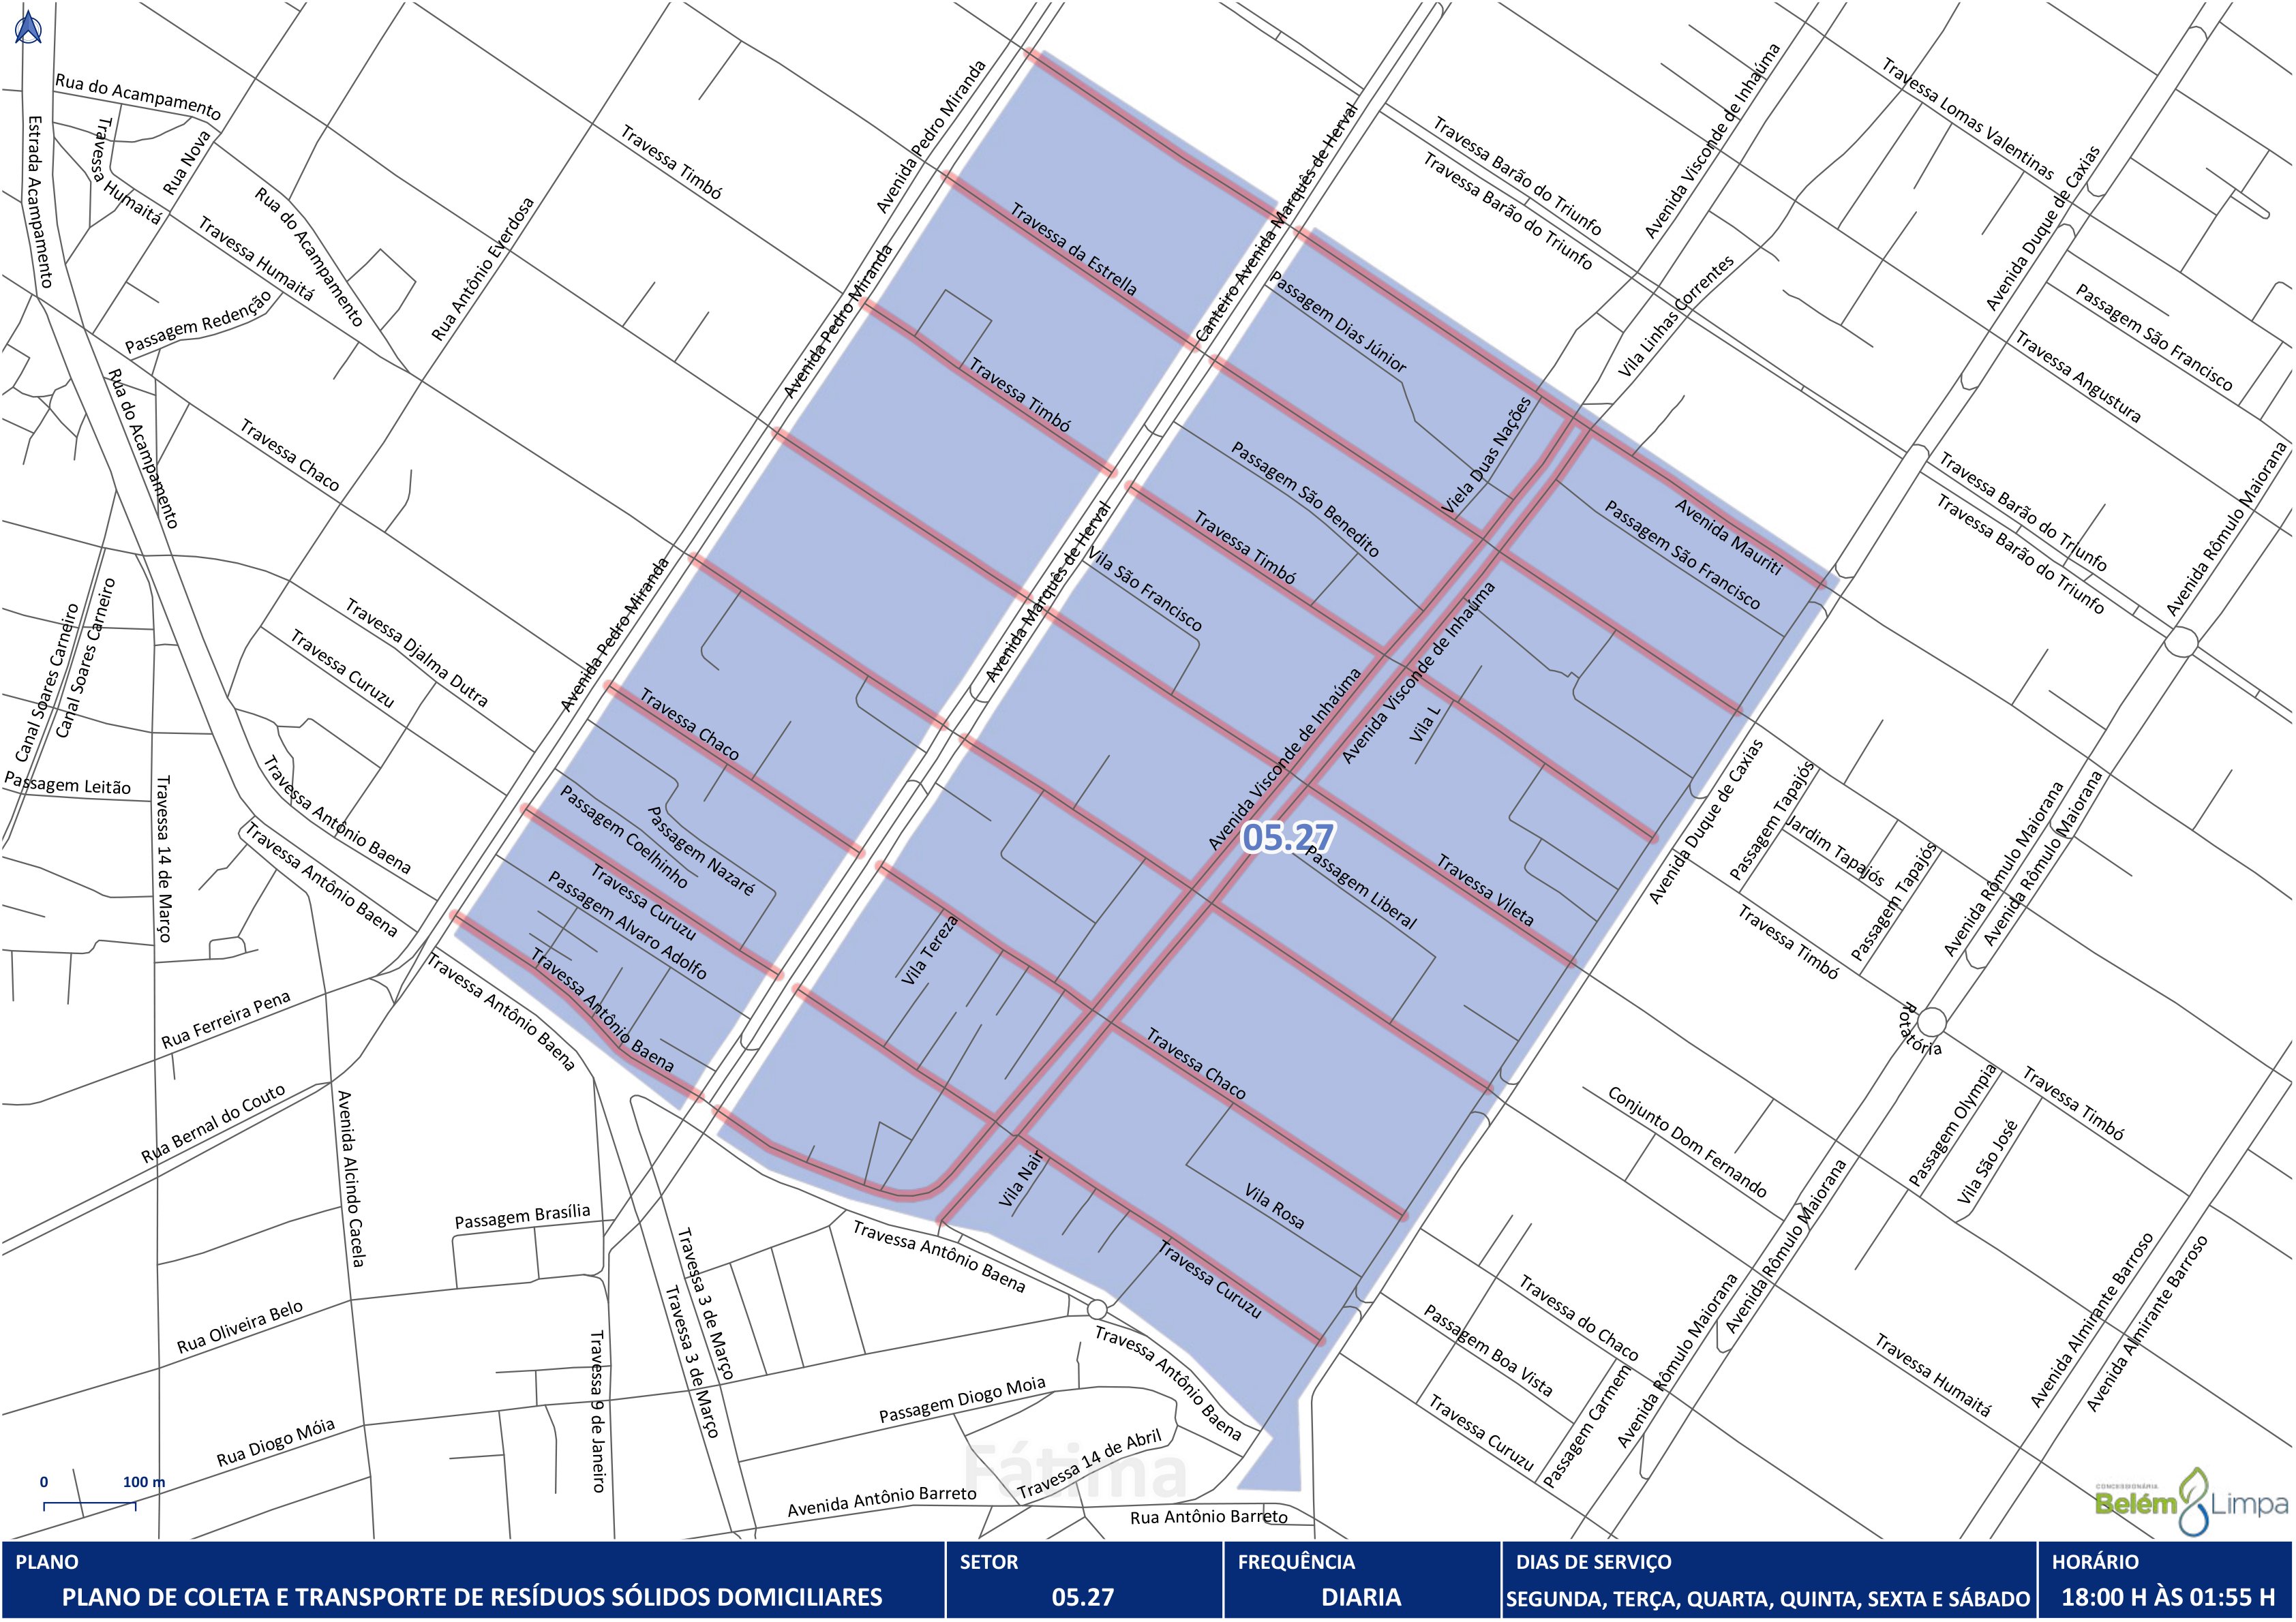 Rua do Acampamento
Estrada Acampamento
Travessa Humaitá
Rua Nova
Travessa Humaitá
Rua do Acampamento
Passagem Redenção
Rua do Acampamento
Rua Antônio Everdosa
Travessa Timbó
Avenida Pedro Miranda
Avenida Pedro Miranda
Avenida Pedro Miranda
Travessa Chaco
Travessa da Estrella
Travessa Timbó
Canteiro Avenida Marquês de Herval
Avenida Marquês de Herval
Travessa Barão do Triunfo
Travessa Barão do Triunfo
Avenida Visconde de Inhaúma
Travessa Lomas Valentinas
Avenida Duque de Caxias
Passagem São Francisco
Travessa Angustura
Vila Linhas Correntes
Passagem Dias Júnior
Viela Duas Nações
Passagem São Benedito
Travessa Timbó
Vila São Francisco
Avenida Mauriti
Passagem São Francisco
Travessa Barão do Triunfo
Travessa Barão do Triunfo
Avenida Rômulo Maiorana
Avenida Visconde de Inhaúma
Avenida Visconde de Inhaúma
Vila L
05.27
Travessa Vileta
Passagem Liberal
Avenida Duque de Caxias
Passagem Tapajós
Jardim Tapajós
Passagem Tapajós
Travessa Timbó
Avenida Rômulo Maiorana
Avenida Rômulo Maiorana
Rotatória
Canal Soares Carneiro
Canal Soares Carneiro
Passagem Leitão
Travessa 14 de Março
Travessa Djalma Dutra
Travessa Curuzu
Travessa Antônio Baena
Travessa Antônio Baena
Travessa Chaco
Passagem Nazaré
Passagem Coelhinho
Travessa Curuzu
Passagem Alvaro Adolfo
Travessa Antônio Baena
Travessa Antônio Baena
Vila Tereza
Travessa Chaco
Vila Nair
Vila Rosa
Travessa Curuzu
Rua Ferreira Pena
Rua Bernal do Couto
Avenida Alcindo Cacela
Passagem Brasília
Rua Oliveira Belo
Rua Diogo Móia
Travessa 9 de Janeiro
Travessa 3 de Março
Travessa 3 de Março
Travessa Antônio Baena
Travessa Antônio Baena
Passagem Diogo Moia
Travessa 14 de Abril
Fátima
Avenida Antônio Barreto
Rua Antônio Barreto
Conjunto Dom Fernando
Passagem Olympia
Vila São José
Travessa Timbó
Avenida Rômulo Maiorana
Avenida Rômulo Maiorana
Avenida Rômulo Maiorana
Travessa do Chaco
Passagem Boa Vista
Travessa Curuzu
Passagem Carmem
Travessa Humaitá
Avenida Almirante Barroso
Avenida Almirante Barroso
0 100 m
CONCESSIONÁRIA
Belém Limpa
PLANO
PLANO DE COLETA E TRANSPORTE DE RESÍDUOS SÓLIDOS DOMICILIARES
SETOR
05.27
FREQUÊNCIA
DIARIA
DIAS DE SERVIÇO
SEGUNDA, TERÇA, QUARTA, QUINTA, SEXTA E SÁBADO
HORÁRIO
18:00 H ÀS 01:55 H